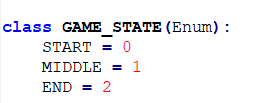 class GAME_STATE(Enum):
    START = 0
    MIDDLE = 1
    END = 2